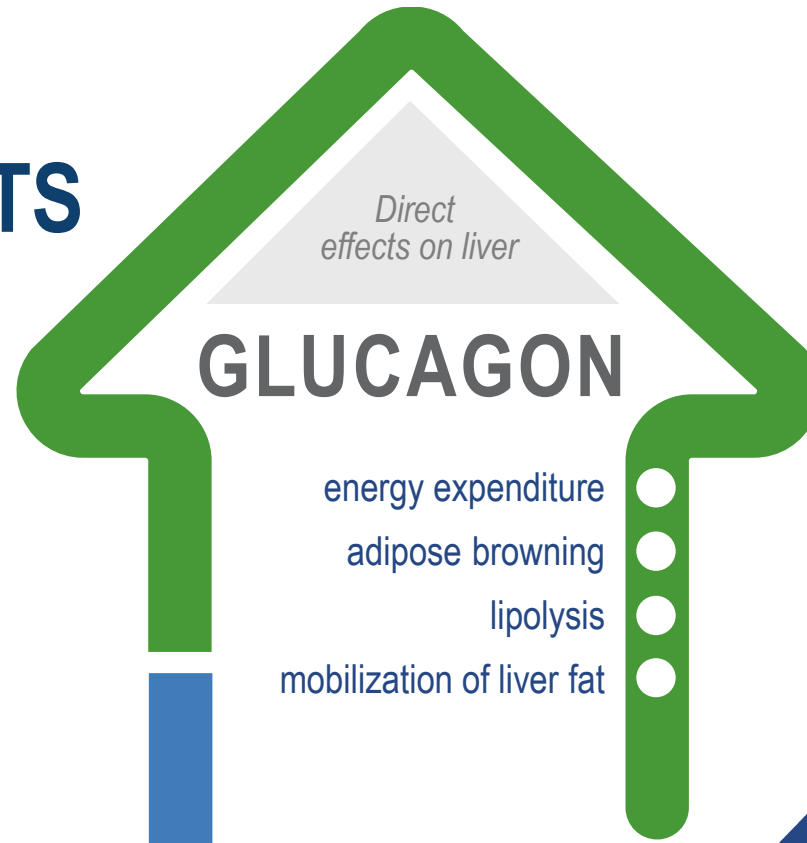 TS
Direct
effects on liver
GLUCAGON
energy expenditure
adipose browning
lipolysis
mobilization of liver fat